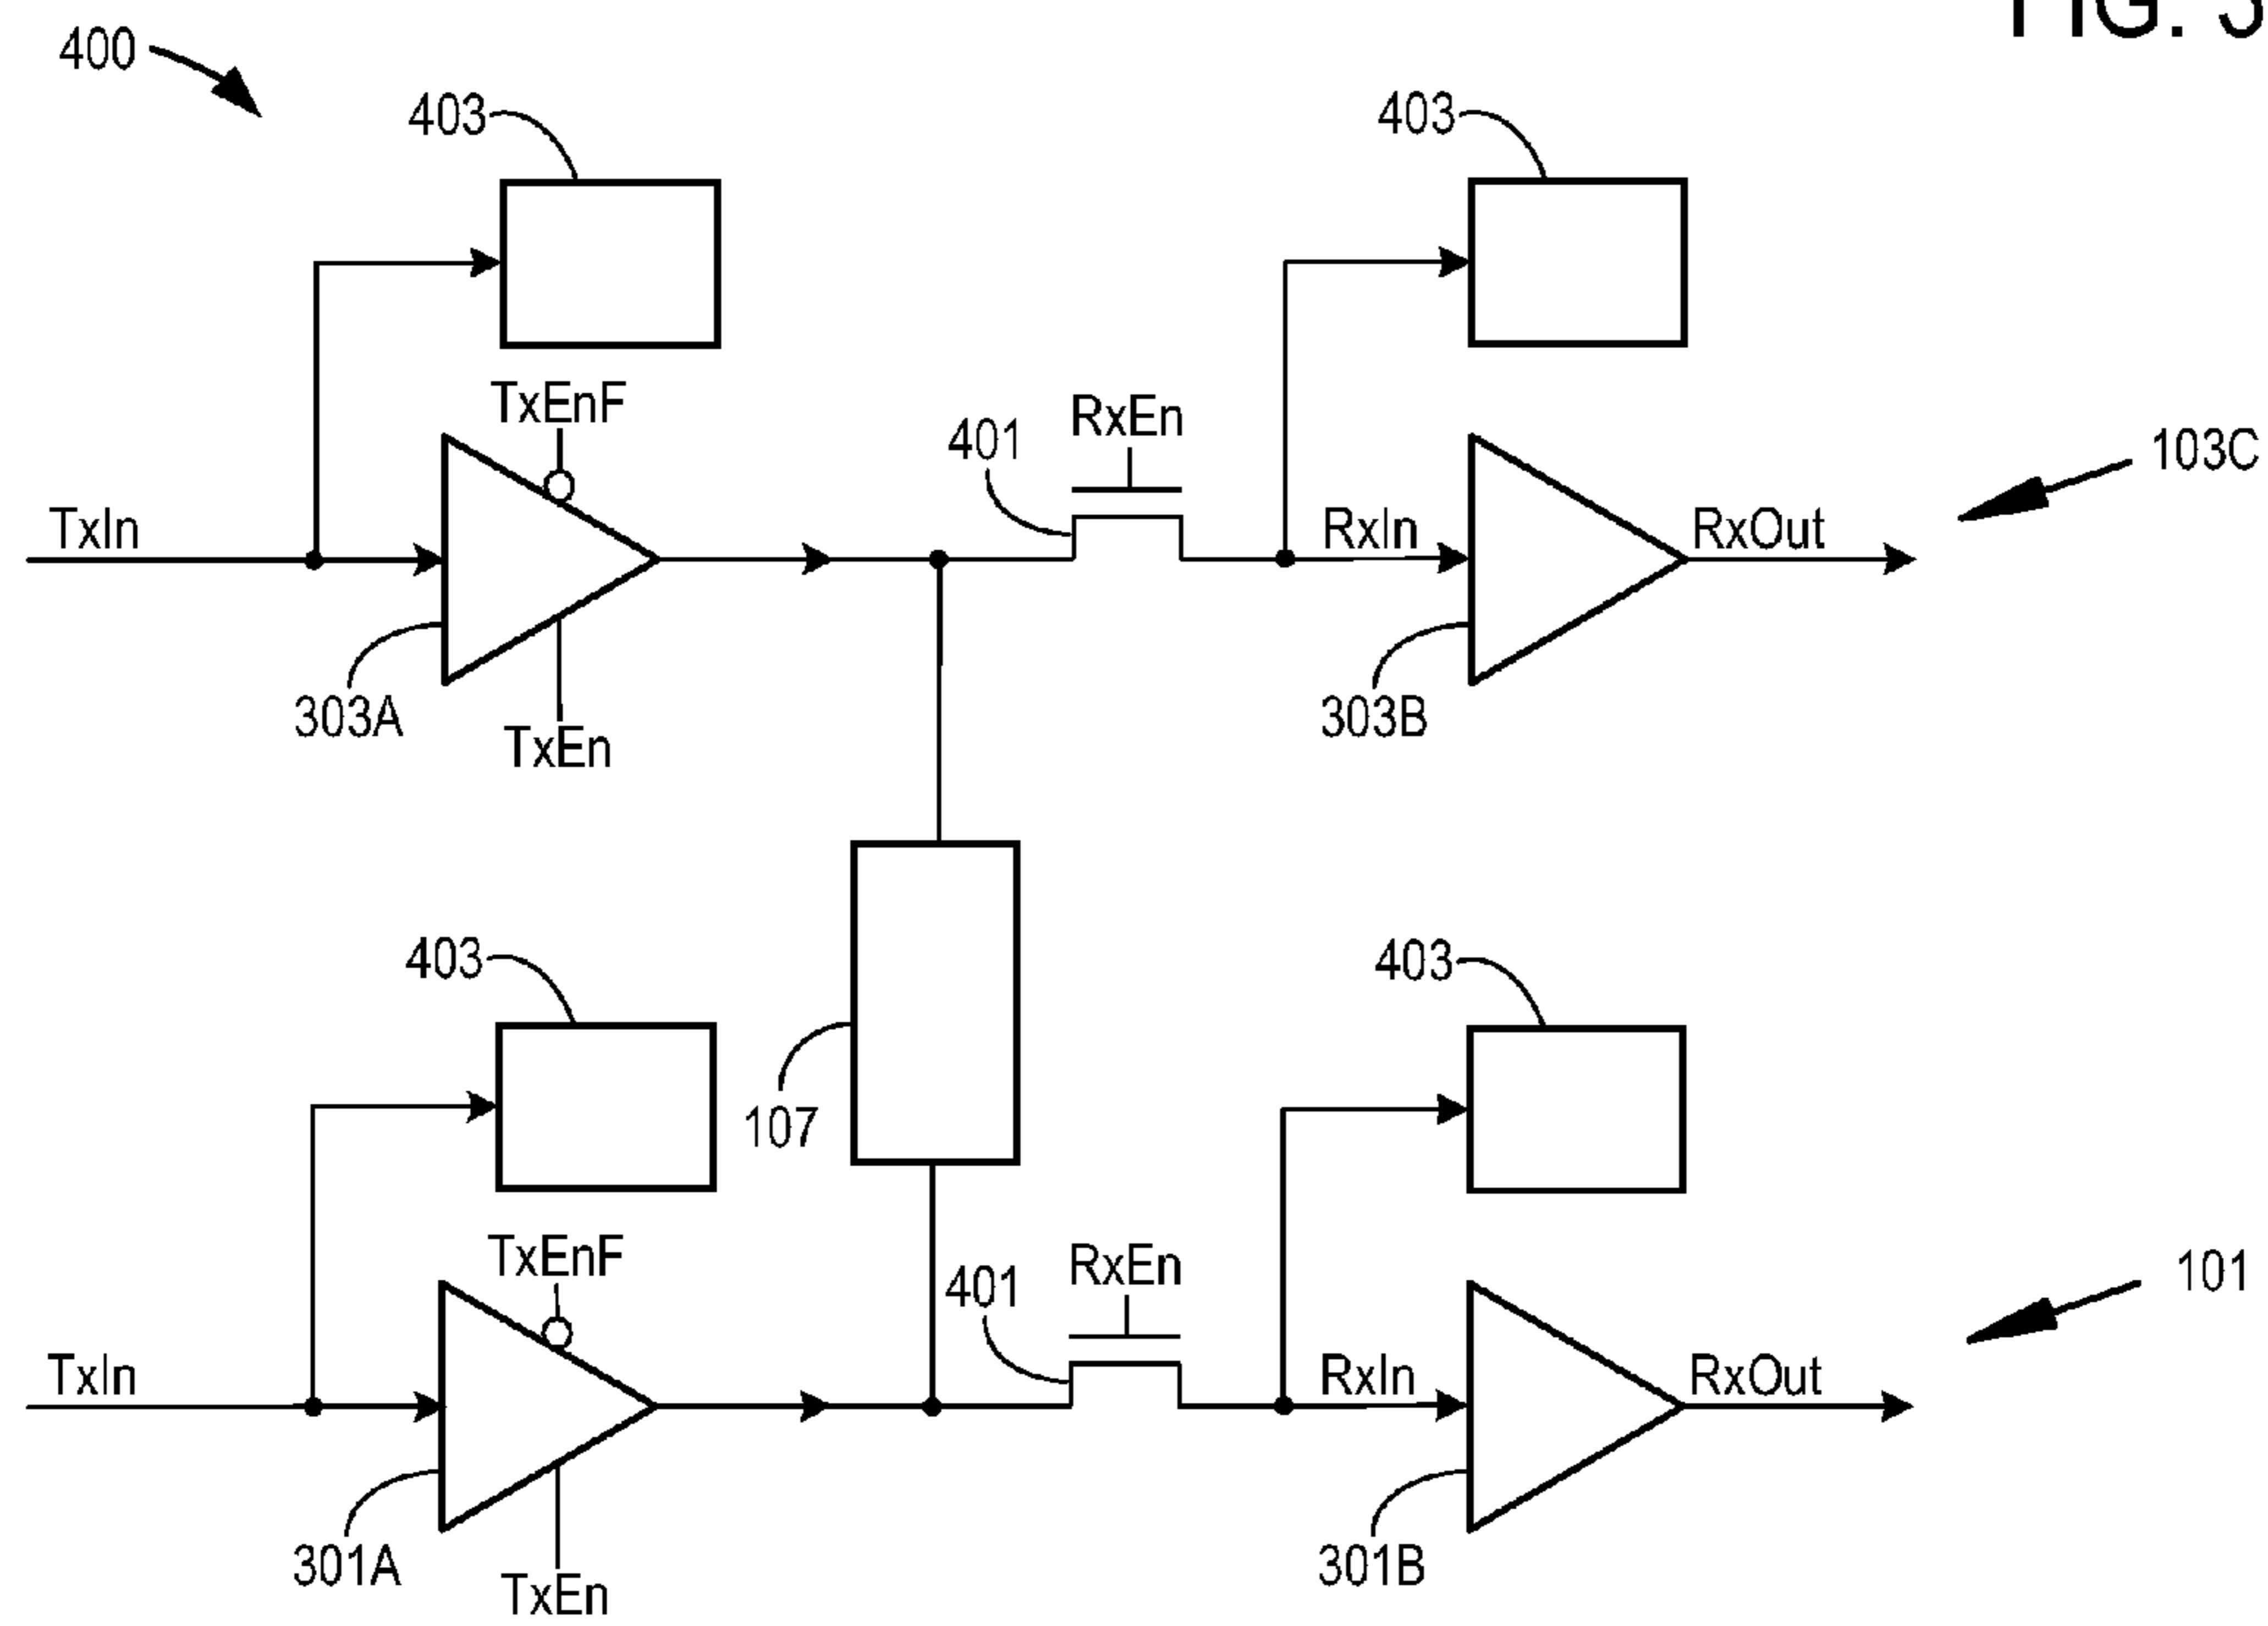 FIG. 3
400
403
403
TxEnF
401
RxEn
103C
TxIn
RxIn
RxOut
303A
303B
TxEn
403
403
107
TxEnF
401
RxEn
101
TxIn
RxIn
RxOut
301A
301B
TxEn